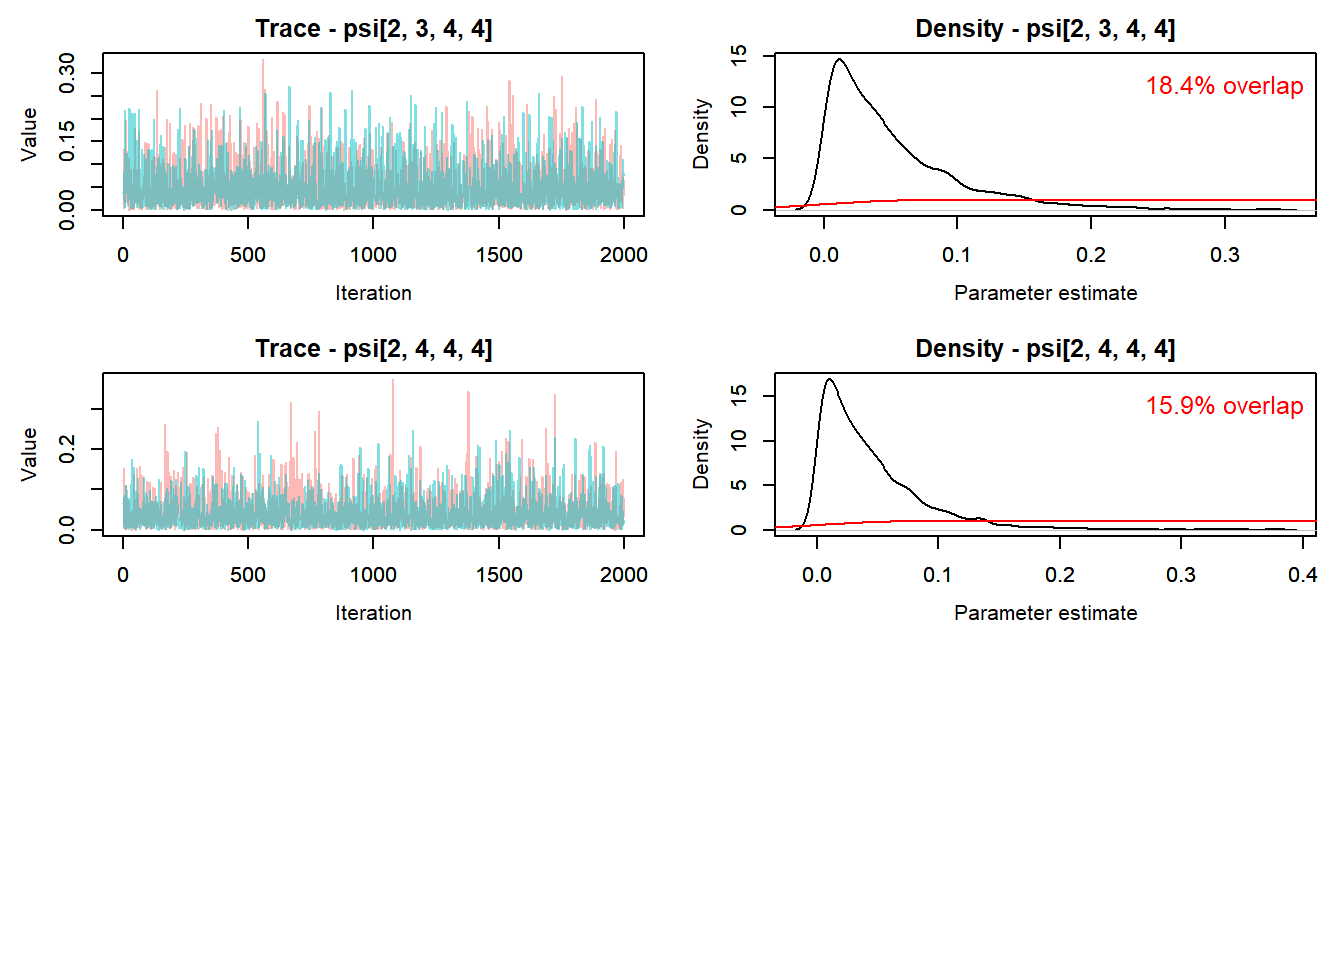 Trace - psi[2, 3, 4, 4]
Value
0.00 0.15 0.30
0 500 1000 1500 2000
Iteration
Density - psi[2, 3, 4, 4]
18.4% overlap
Density
0 5 10 15
0.0 0.1 0.2 0.3
Parameter estimate
Trace - psi[2, 4, 4, 4]
Value
0.0 0.2
0 500 1000 1500 2000
Iteration
Density - psi[2, 4, 4, 4]
15.9% overlap
Density
0 5 10 15
0.0 0.1 0.2 0.3 0.4
Parameter estimate